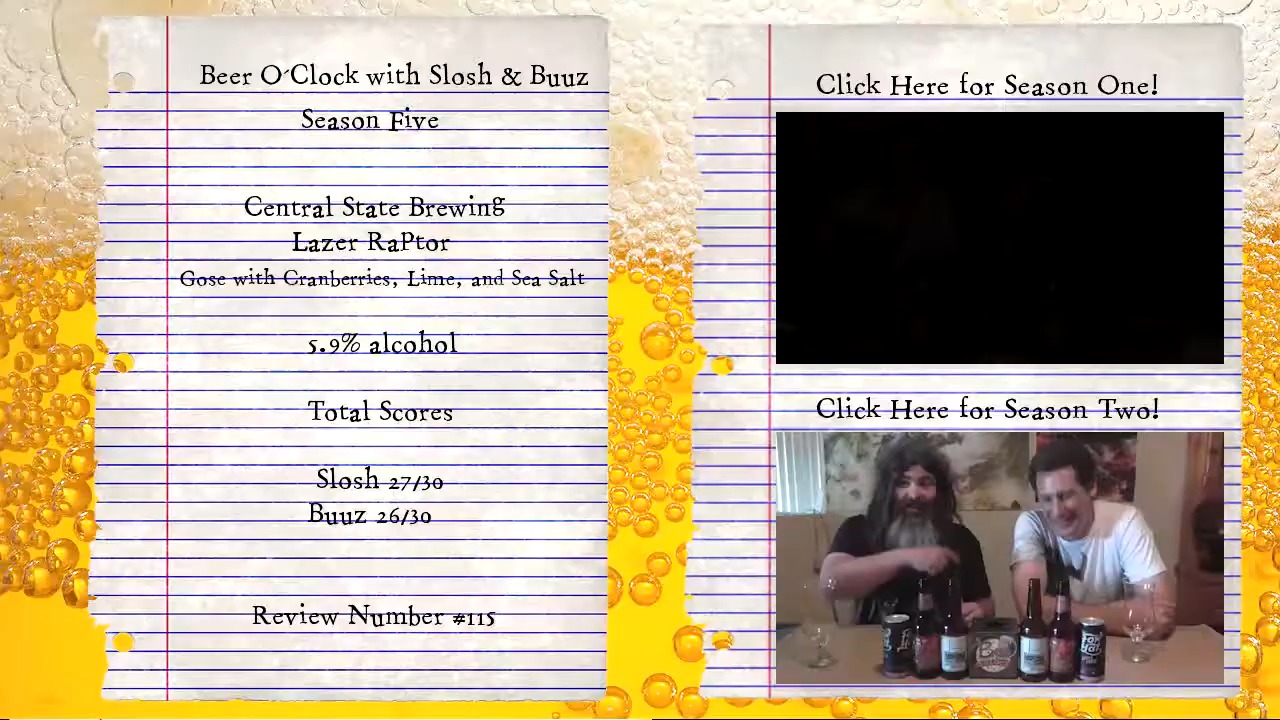 Beer O'Clock with Slosh & Buuz
Season Five
Central State Brewing
Lazer RaPtor
Gose with Cranberries, Lime, and Sea Salt
5.9% alcohol
Total Scores
Slosh 27/30
Buuz 26/30
Review Number #115
Click Here for Season One!
Click Here for Season Two!